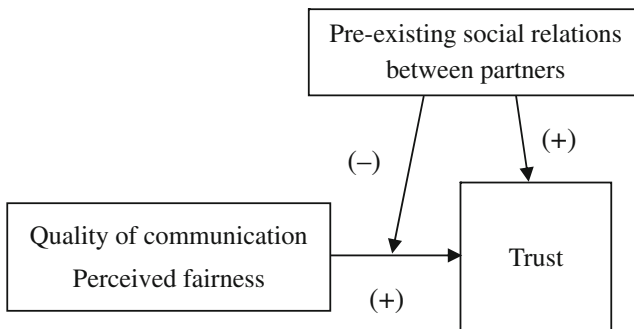 Pre-existing social relations
between partners
(–)
(+)
Quality of communication
Perceived fairness
(+)
Trust